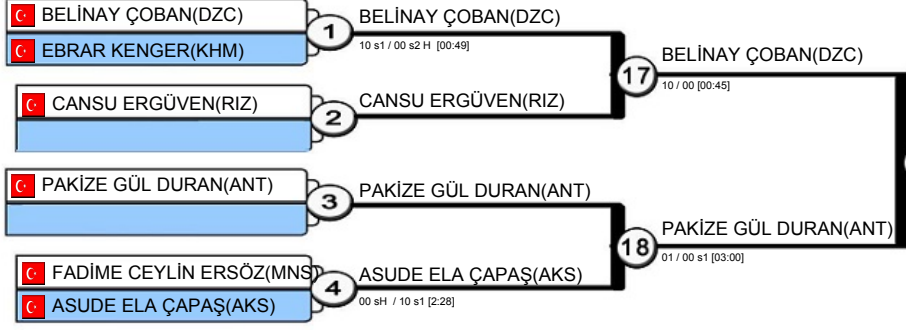 BELİNAY ÇOBAN(DZC)
EBRAR KENGER(KHM)
1
BELİNAY ÇOBAN(DZC)
10 s1 / 00 s2 H [00:49]
CANSU ERGÜVEN(RIZ)
2
CANSU ERGÜVEN(RIZ)
17
BELİNAY ÇOBAN(DZC)
10 / 00 [00:45]
PAKİZE GÜL DURAN(ANT)
3
PAKİZE GÜL DURAN(ANT)
FADİME CEYLİN ERSÖZ(MNS)
ASUDE ELA ÇAPAŞ(AKS)
4
ASUDE ELA ÇAPAŞ(AKS)
00 sH / 10 s1 [2:28]
18
PAKİZE GÜL DURAN(ANT)
01 / 00 s1 [03:00]